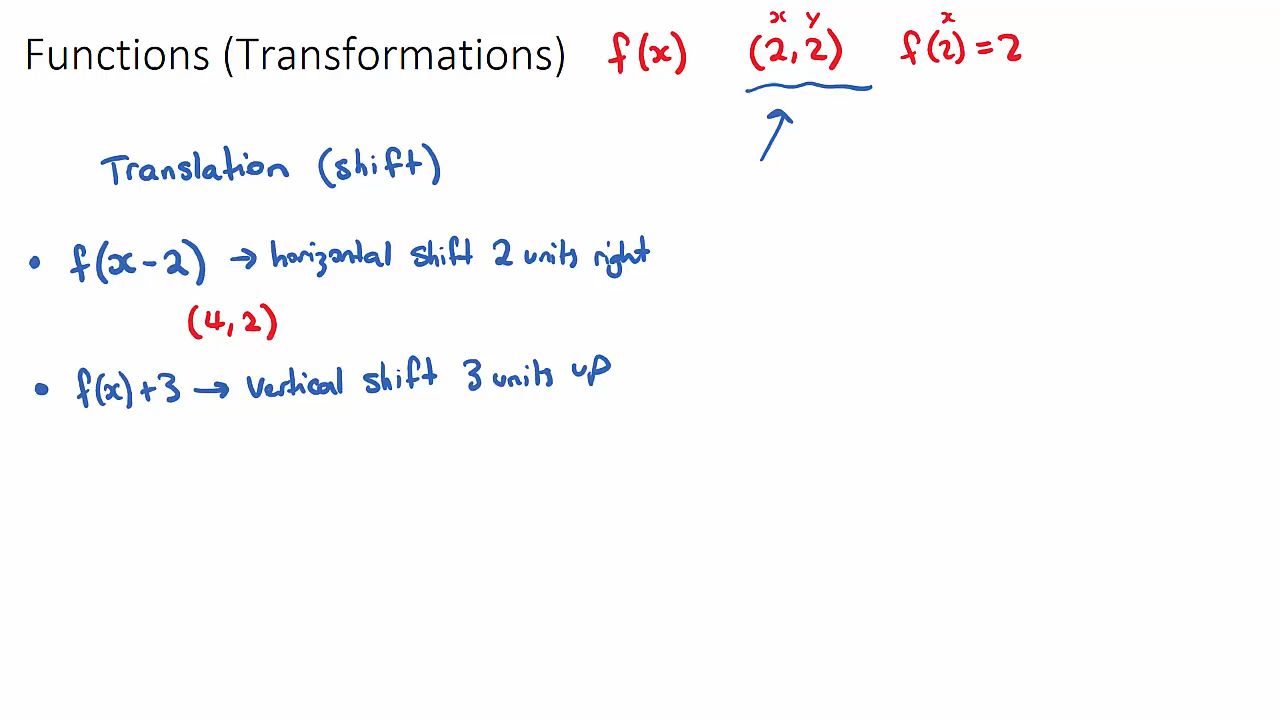 Functions (Transformations) f(x) (2,2) f(2)=2
x y x
Translation (shift)
• f(x-2) → horizontal shift 2 units right
(4,2)
• f(x)+3 → vertical shift 3 units up